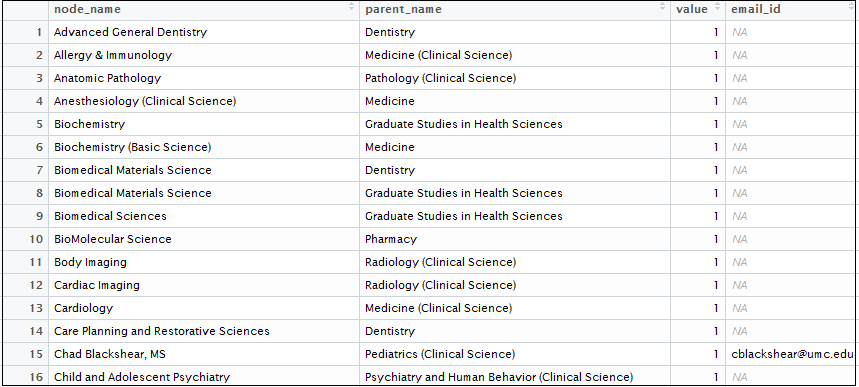 node_name parent_name value email_id
1 Advanced General Dentistry Dentistry 1 NA
2 Allergy & Immunology Medicine (Clinical Science) 1 NA
3 Anatomic Pathology Pathology (Clinical Science) 1 NA
4 Anesthesiology (Clinical Science) Medicine 1 NA
5 Biochemistry Graduate Studies in Health Sciences 1 NA
6 Biochemistry (Basic Science) Medicine 1 NA
7 Biomedical Materials Science Dentistry 1 NA
8 Biomedical Materials Science Graduate Studies in Health Sciences 1 NA
9 Biomedical Sciences Graduate Studies in Health Sciences 1 NA
10 BioMolecular Science Pharmacy 1 NA
11 Body Imaging Radiology (Clinical Science) 1 NA
12 Cardiac Imaging Radiology (Clinical Science) 1 NA
13 Cardiology Medicine (Clinical Science) 1 NA
14 Care Planning and Restorative Sciences Dentistry 1 NA
15 Chad Blackshear, MS Pediatrics (Clinical Science) 1 cblackshear@umc.edu
16 Child and Adolescent Psychiatry Psychiatry and Human Behavior (Clinical Science) 1 NA